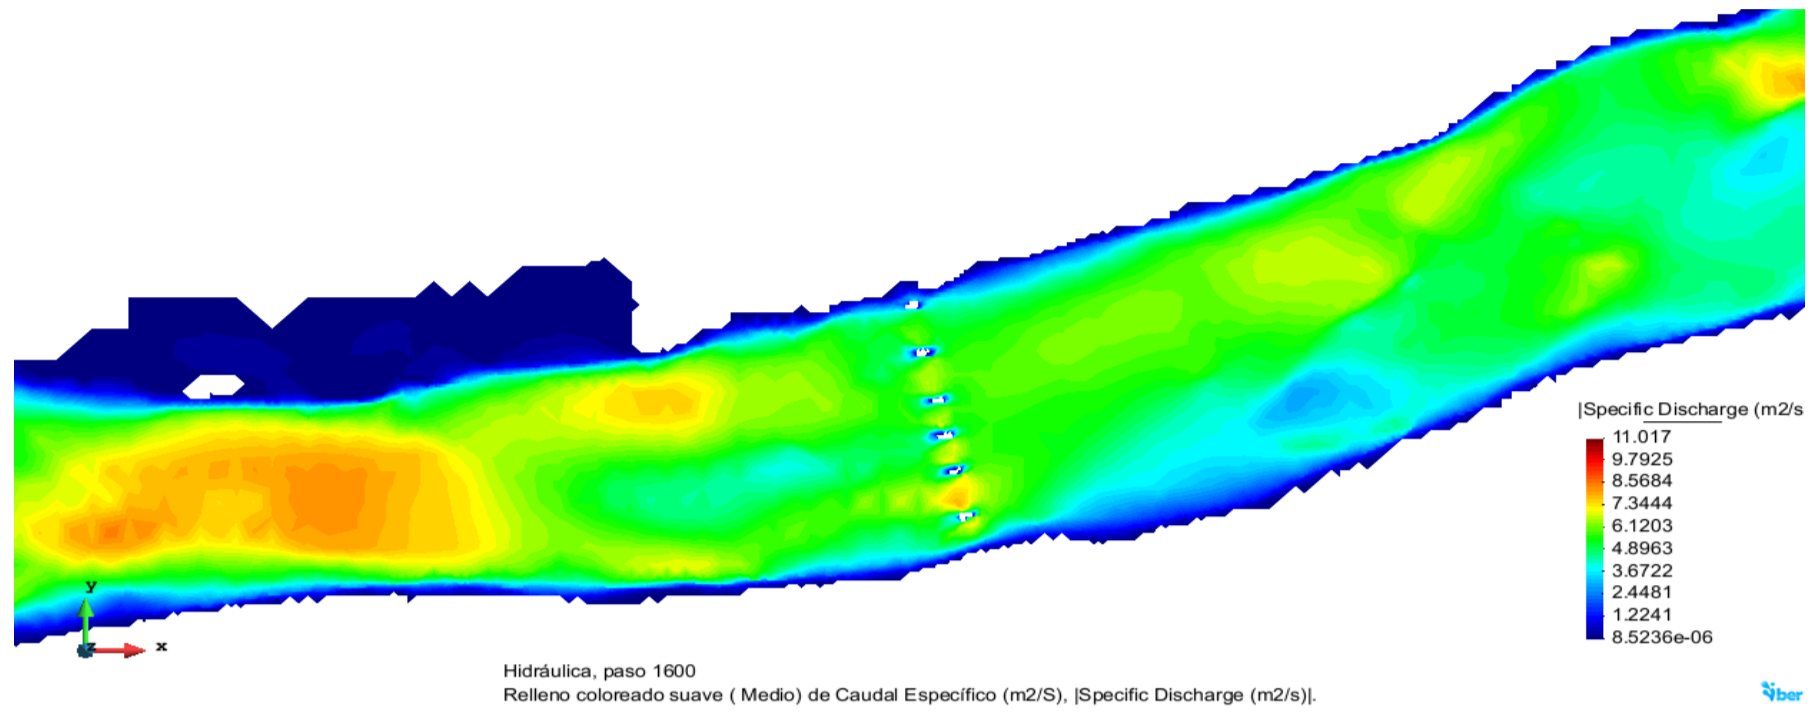 |Specific Discharge (m2/s
11.017
9.7925
8.5684
7.3444
6.1203
4.8963
3.6722
2.4481
1.2241
8.5236e-06
y
z
x
Hidráulica, paso 1600
Relleno coloreado suave ( Medio) de Caudal Específico (m2/S), |Specific Discharge (m2/s)|.
iber